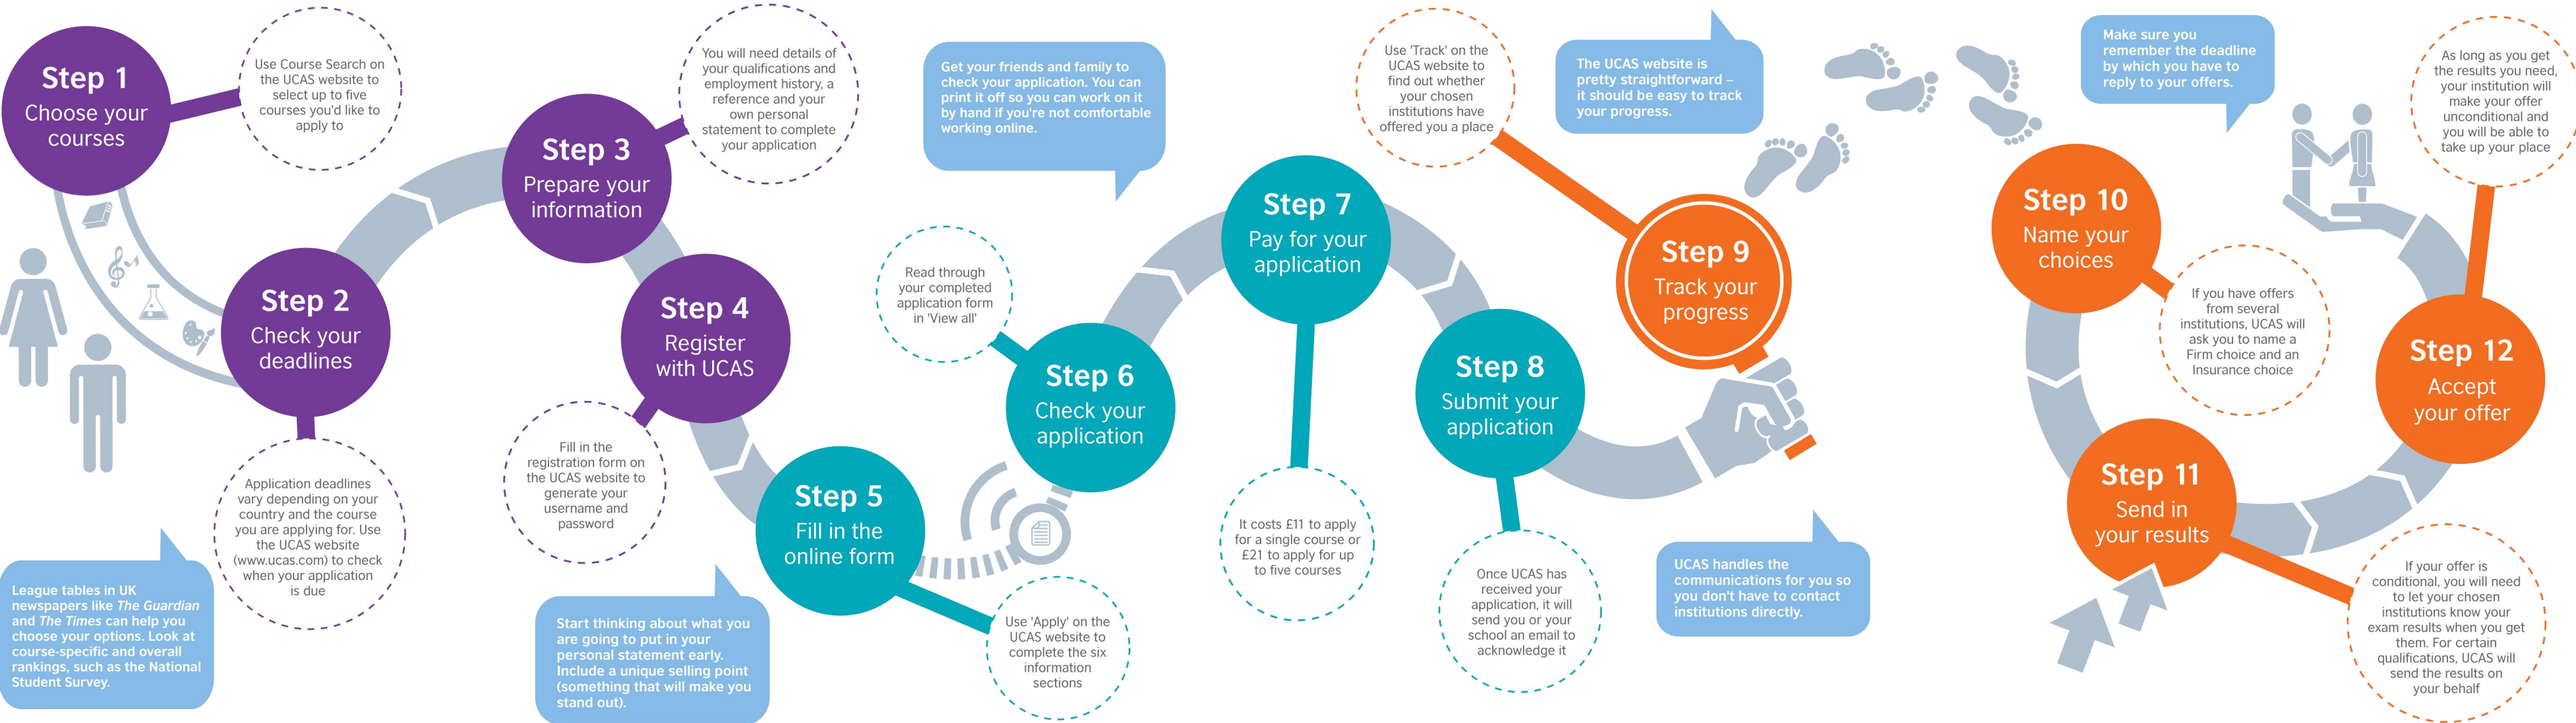 Step 1
Choose your
courses
Use Course Search on
the UCAS website to
select up to five
courses you'd like to
apply to
Step 2
Check your
deadlines
Application deadlines
vary depending on your
country and the course
you are applying for. Use
the UCAS website
(www.ucas.com) to check
when your application
is due
League tables in UK
newspapers like The Guardian
and The Times can help you
choose your options. Look at
course-specific and overall
rankings, such as the National
Student Survey.
Step 3
Prepare your
information
You will need details of
your qualifications and
employment history, a
reference and your
own personal
statement to complete
your application
Step 4
Register
with UCAS
Fill in the
registration form on
the UCAS website to
generate your
username and
password
Start thinking about what you
are going to put in your
personal statement early.
Include a unique selling point
(something that will make you
stand out).
Step 5
Fill in the
online form
Use 'Apply' on the
UCAS website to
complete the six
information
sections
Get your friends and family to
check your application. You can
print it off so you can work on it
by hand if you're not comfortable
working online.
Read through
your completed
application form
in 'View all'
Step 6
Check your
application
Step 7
Pay for your
application
It costs £11 to apply
for a single course or
£21 to apply for up
to five courses
Step 8
Submit your
application
Once UCAS has
received your
application, it will
send you or your
school an email to
acknowledge it
UCAS handles the
communications for you so
you don't have to contact
institutions directly.
Use 'Track' on the
UCAS website to
find out whether
your chosen
institutions have
offered you a place
The UCAS website is
pretty straightforward –
it should be easy to track
your progress.
Step 9
Track your
progress
Step 10
Name your
choices
If you have offers
from several
institutions, UCAS will
ask you to name a
Firm choice and an
Insurance choice
Make sure you
remember the deadline
by which you have to
reply to your offers.
Step 11
Send in
your results
If your offer is
conditional, you will need
to let your chosen
institutions know your
exam results when you get
them. For certain
qualifications, UCAS will
send the results on
your behalf
Step 12
Accept
your offer
As long as you get
the results you need,
your institution will
make your offer
unconditional and
you will be able to
take up your place